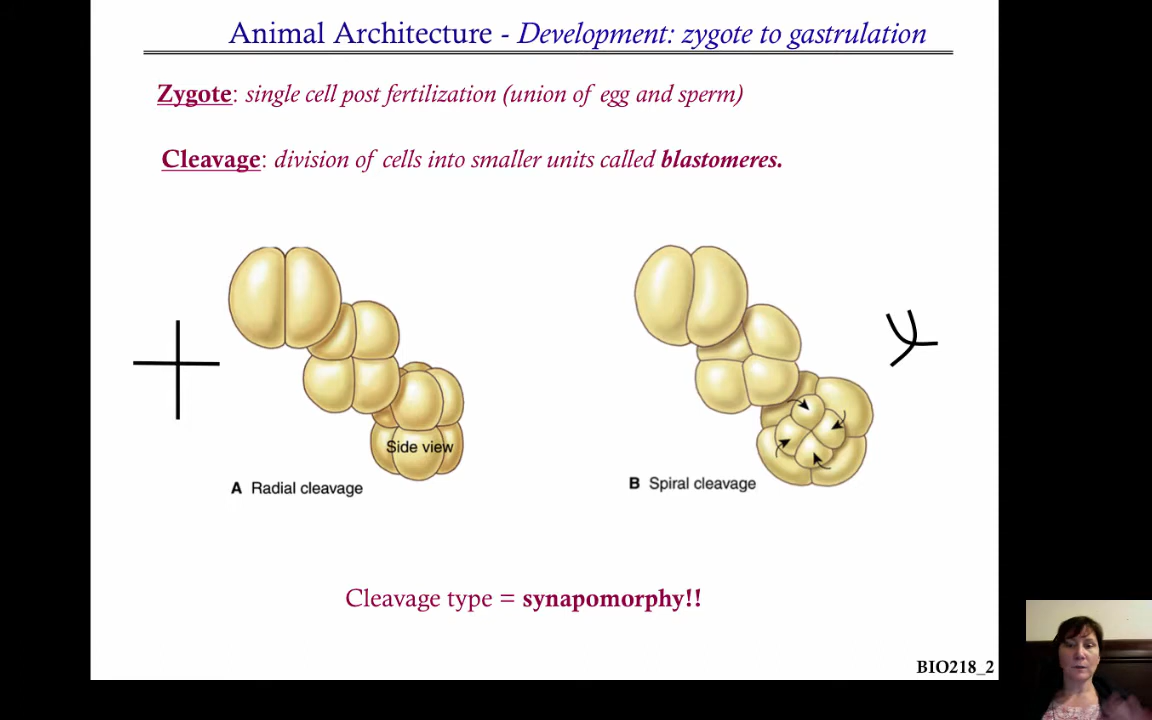 Animal Architecture - Development: zygote to gastrulation
Zygote: single cell post fertilization (union of egg and sperm)
Cleavage: division of cells into smaller units called blastomeres.
Side view
A Radial cleavage
B Spiral cleavage
Cleavage type = synapomorphy!!
BIO218_2